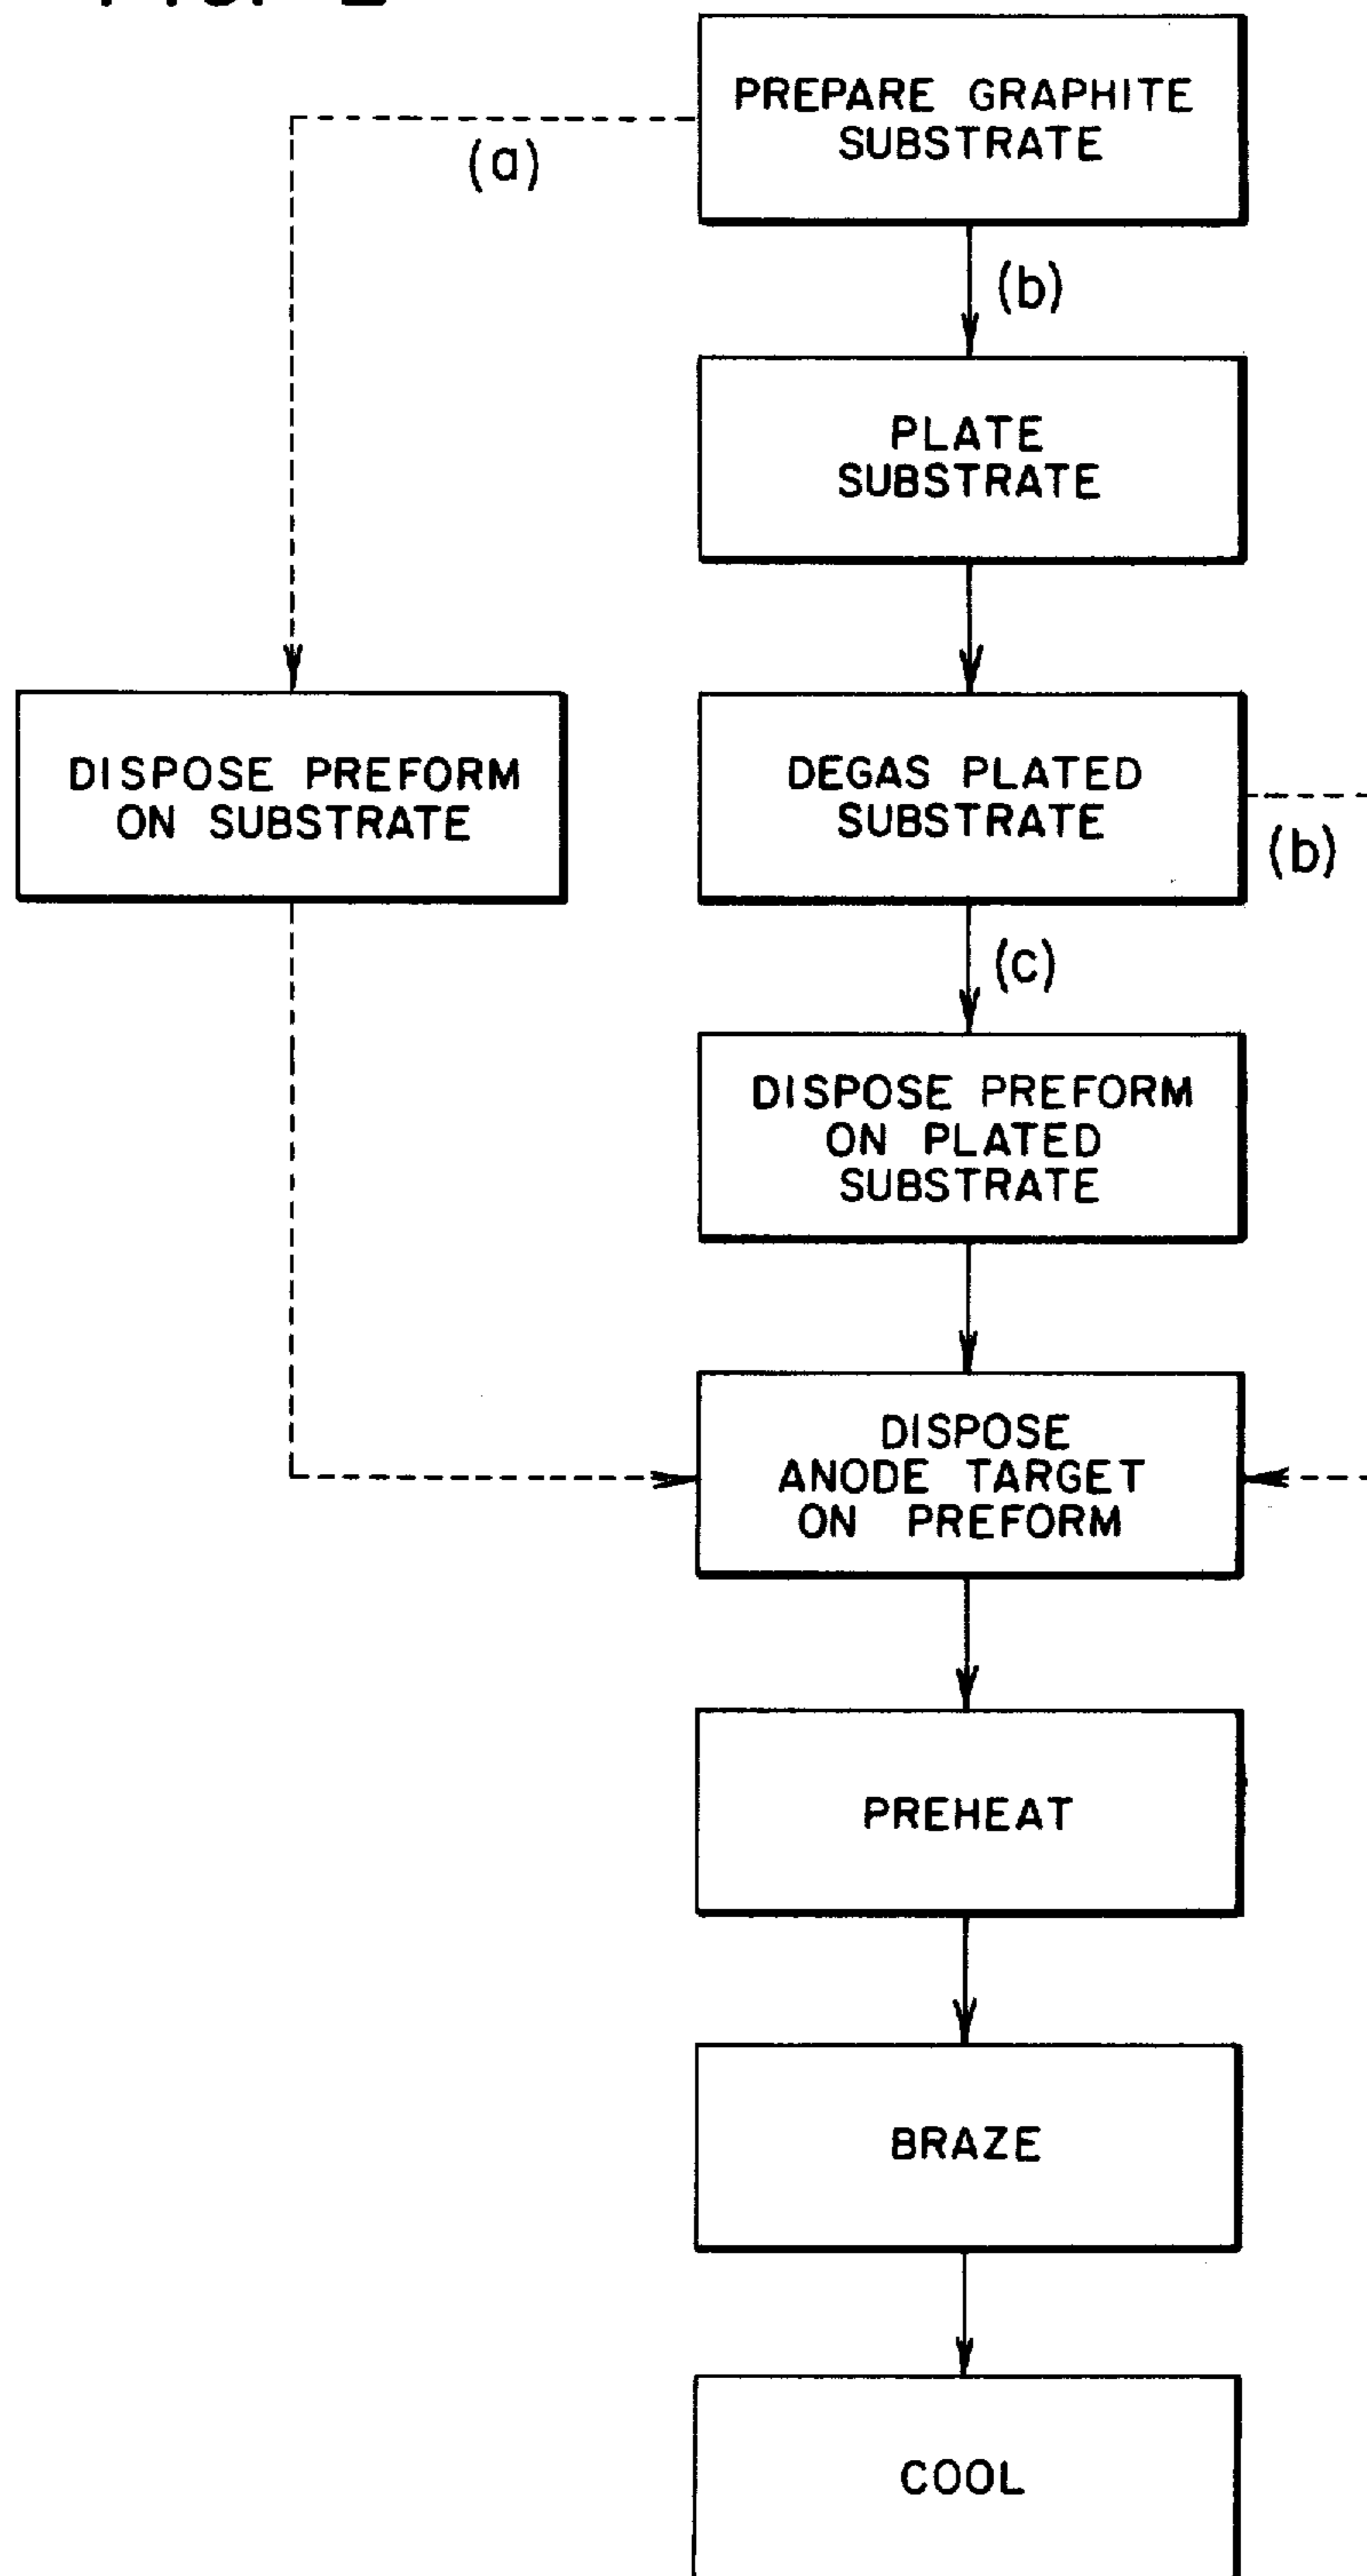 PREPARE GRAPHITE
SUBSTRATE
(a)
(b)
PLATE
SUBSTRATE
DISPOSE PREFORM
ON SUBSTRATE
DEGAS PLATED
SUBSTRATE
(b)
(c)
DISPOSE PREFORM
ON PLATED
SUBSTRATE
DISPOSE
ANODE TARGET
ON PREFORM
PREHEAT
BRAZE
COOL